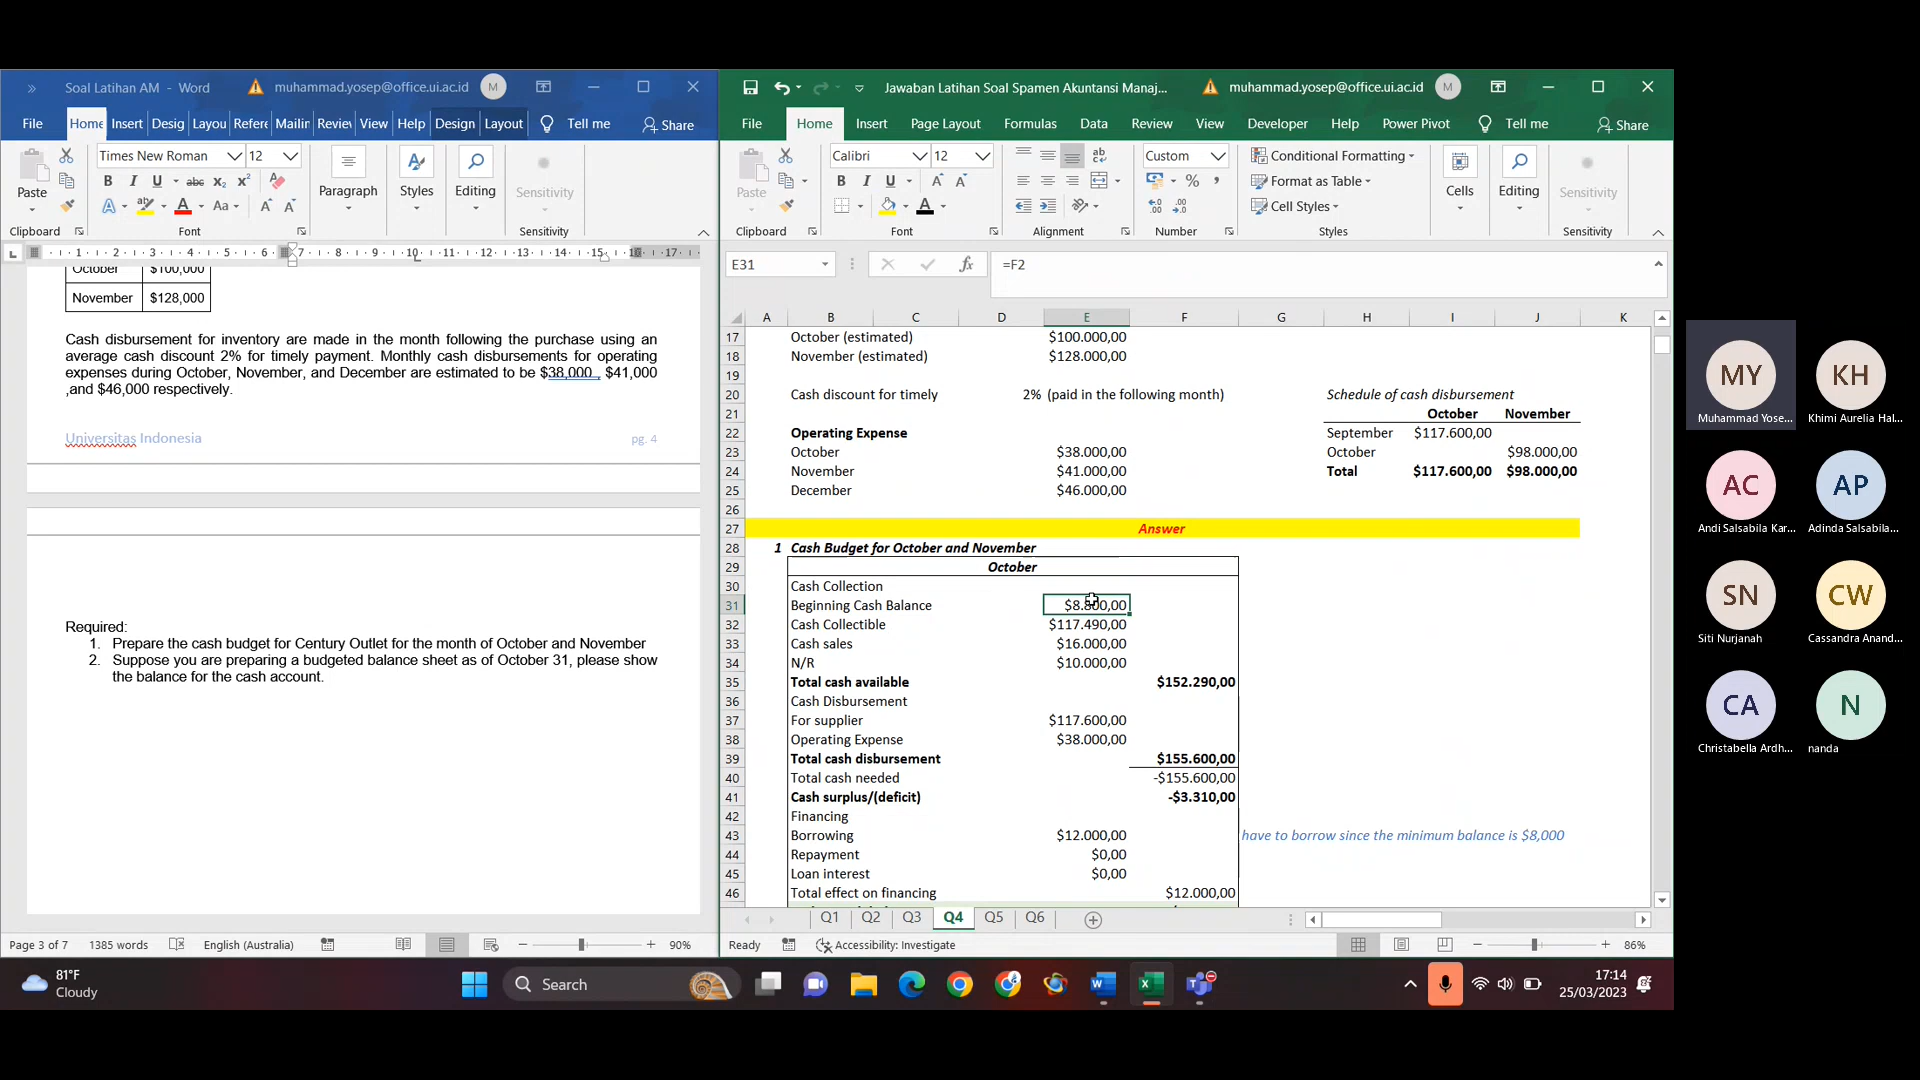 Soal Latihan AM - Word
muhammad.yosep@office.ui.ac.id
M
File Home Insert Desig Layou Refere Mailin Review View Help Design Layout Tell me Share
Paste
Clipboard
Times New Roman 12
B I U abc X₂ X²
Aa
Font
Paragraph
Styles
Editing
Sensitivity
Sensitivity
October $100,000
November $128,000
Cash disbursement for inventory are made in the month following the purchase using an
average cash discount 2% for timely payment. Monthly cash disbursements for operating
expenses during October, November, and December are estimated to be $38,000 , $41,000
,and $46,000 respectively.
Universitas Indonesia
pg. 4
Required:
1. Prepare the cash budget for Century Outlet for the month of October and November
2. Suppose you are preparing a budgeted balance sheet as of October 31, please show
the balance for the cash account.
Page 3 of 7 1385 words English (Australia) 90%
Jawaban Latihan Soal Spamen Akuntansi Manaj...
muhammad.yosep@office.ui.ac.id
M
File Home Insert Page Layout Formulas Data Review View Developer Help Power Pivot Tell me Share
Paste
Clipboard
Calibri 12
B I U
Font
Alignment
Custom
Number
Conditional Formatting
Format as Table
Cell Styles
Styles
Cells
Editing
Sensitivity
Sensitivity
E31 fx =F2
A B C D E F G H I J K
17 October (estimated) $100.000,00
18 November (estimated) $128.000,00
19
20 Cash discount for timely 2% (paid in the following month) Schedule of cash disbursement
21 October November
22 Operating Expense September $117.600,00
23 October $38.000,00 October $98.000,00
24 November $41.000,00 Total $117.600,00 $98.000,00
25 December $46.000,00
26
27 Answer
28 1 Cash Budget for October and November
29 October
30 Cash Collection
31 Beginning Cash Balance $8.800,00
32 Cash Collectible $117.490,00
33 Cash sales $16.000,00
34 N/R $10.000,00
35 Total cash available $152.290,00
36 Cash Disbursement
37 For supplier $117.600,00
38 Operating Expense $38.000,00
39 Total cash disbursement $155.600,00
40 Total cash needed -$155.600,00
41 Cash surplus/(deficit) -$3.310,00
42 Financing
43 Borrowing $12.000,00 have to borrow since the minimum balance is $8,000
44 Repayment $0,00
45 Loan interest $0,00
46 Total effect on financing $12.000,00
Q1 Q2 Q3 Q4 Q5 Q6
Ready Accessibility: Investigate 86%
MY
Muhammad Yose...
KH
Khimi Aurelia Hal...
AC
Andi Salsabila Kar...
AP
Adinda Salsabila...
SN
Siti Nurjanah
CW
Cassandra Anand...
CA
Christabella Ardh...
N
nanda
81°F
Cloudy
Search
17:14
25/03/2023